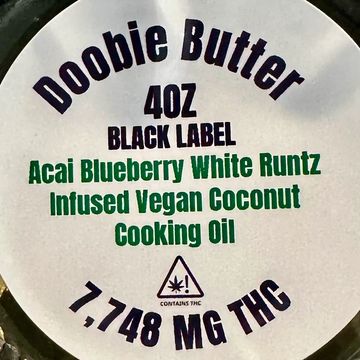 Doobie Butter
4OZ
BLACK LABEL
Acai Blueberry White Runtz
Infused Vegan Coconut
Cooking Oil
!
CONTAINS THC
7,748 MG THC